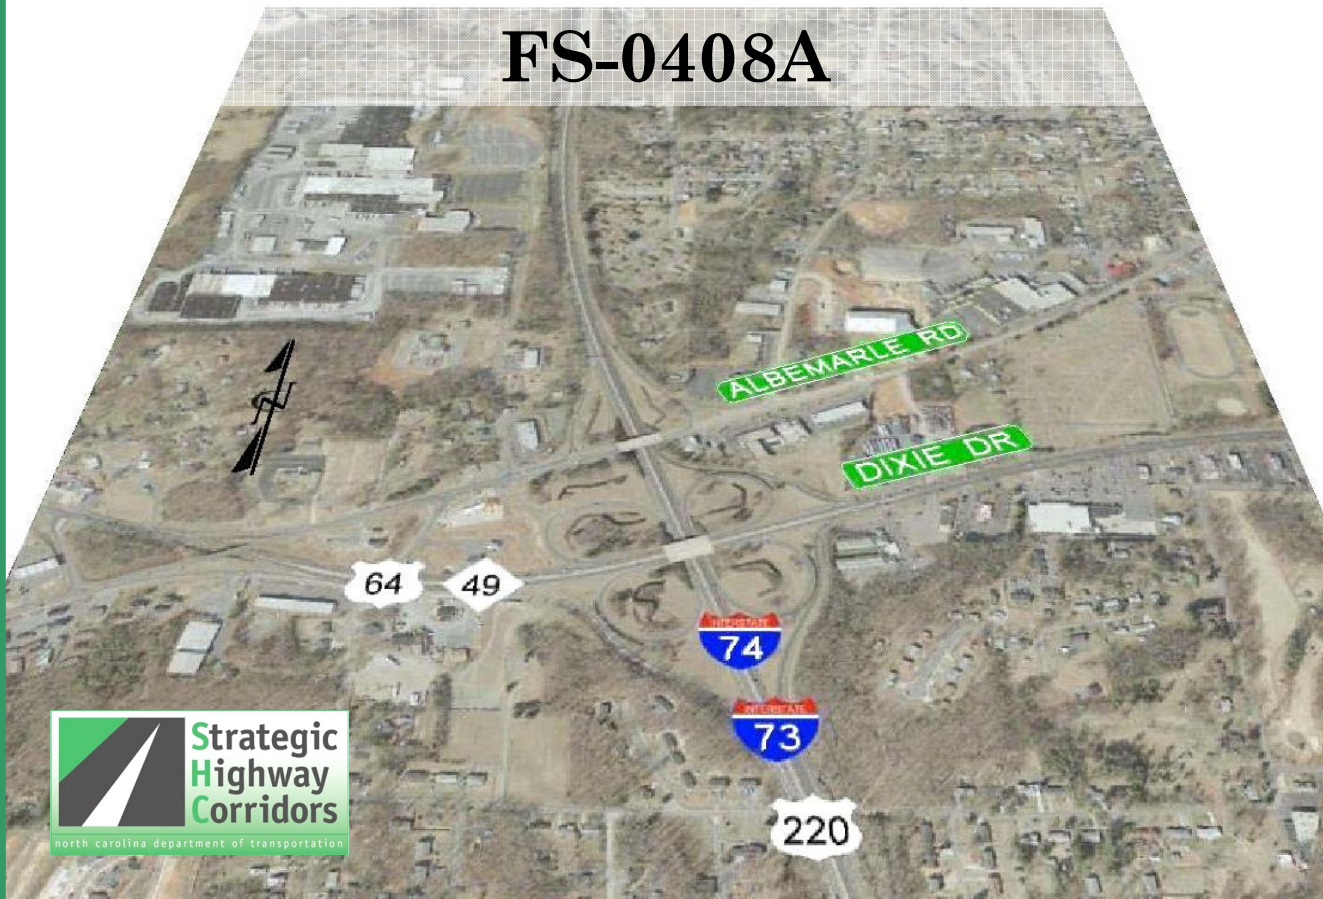 FS-0408A
ALBEMARLE RD
DIXIE DR
N
64
49
INTERSTATE
74
INTERSTATE
73
220
Strategic
Highway
Corridors
north carolina department of transportation